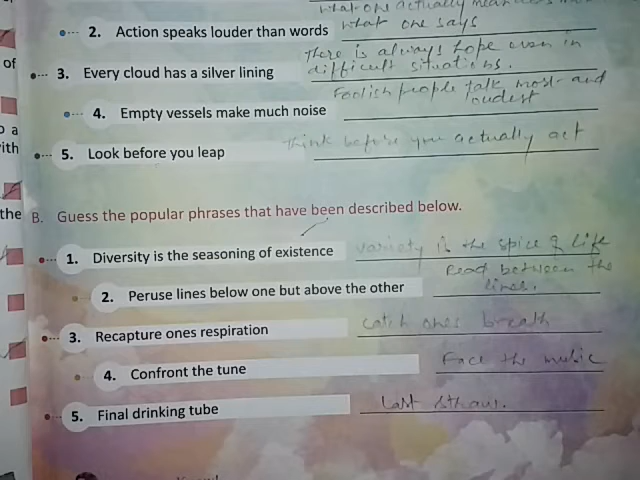 what one actually means
2. Action speaks louder than words what one says
There is always hope even in
of
3. Every cloud has a silver lining difficult situations.
Foolish people talk most and
4. Empty vessels make much noise loudest
a
ith
5. Look before you leap Think before you actually act
the B. Guess the popular phrases that have been described below.
1. Diversity is the seasoning of existence variety is the spice of life
Read between the
2. Peruse lines below one but above the other lines.
3. Recapture ones respiration catch ones breath
4. Confront the tune Face the music
5. Final drinking tube Last straw.